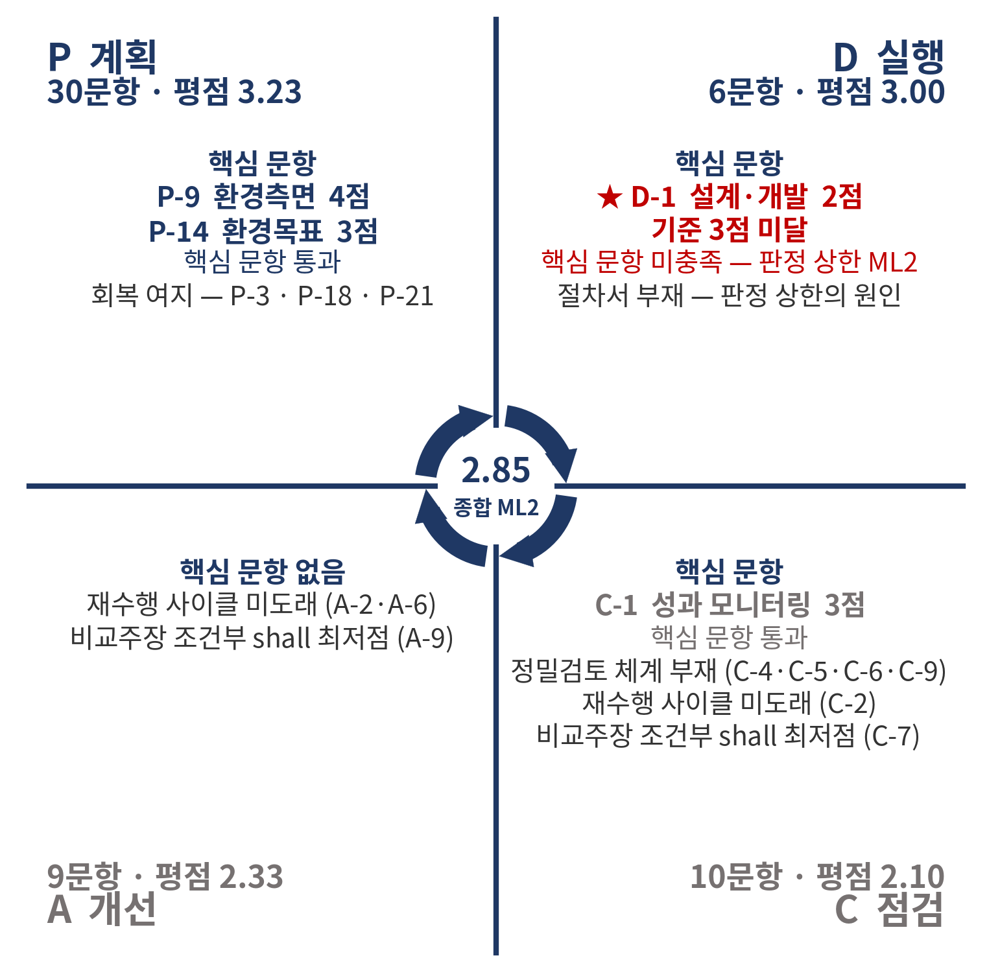 P 계획
30문항 · 평점 3.23
핵심 문항
P-9 환경측면 4점
P-14 환경목표 3점
핵심 문항 통과
회복 여지 — P-3 · P-18 · P-21
D 실행
6문항 · 평점 3.00
핵심 문항
★ D-1 설계·개발 2점
기준 3점 미달
핵심 문항 미충족 — 판정 상한 ML2
절차서 부재 — 판정 상한의 원인
2.85
종합 ML2
핵심 문항 없음
재수행 사이클 미도래 (A-2·A-6)
비교주장 조건부 shall 최저점 (A-9)
9문항 · 평점 2.33
A 개선
핵심 문항
C-1 성과 모니터링 3점
핵심 문항 통과
정밀검토 체계 부재 (C-4·C-5·C-6·C-9)
재수행 사이클 미도래 (C-2)
비교주장 조건부 shall 최저점 (C-7)
10문항 · 평점 2.10
C 점검